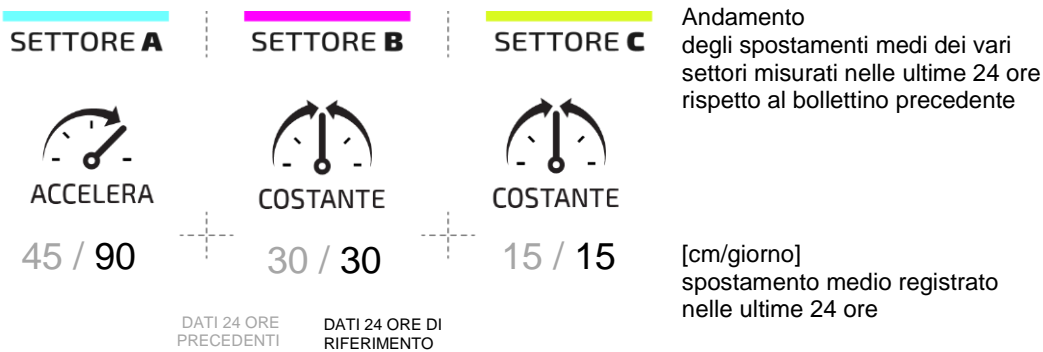 SETTORE A
SETTORE B
SETTORE C
Andamento
degli spostamenti medi dei vari
settori misurati nelle ultime 24 ore
rispetto al bollettino precedente
ACCELERA
COSTANTE
COSTANTE
45 / 90
30 / 30
15 / 15
[cm/giorno]
spostamento medio registrato
nelle ultime 24 ore
DATI 24 ORE
PRECEDENTI
DATI 24 ORE DI
RIFERIMENTO